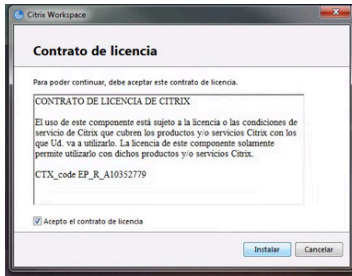 Citrix Workspace
Contrato de licencia
Para poder continuar, debe aceptar este contrato de licencia.
CONTRATO DE LICENCIA DE CITRIX
El uso de este componente está sujeto a la licencia o las condiciones de
servicio de Citrix que cubren los productos y/o servicios Citrix con los
que Ud. va a utilizarlo. La licencia de este componente solamente
permite utilizarlo con dichos productos y/o servicios Citrix.
CTX_code EP_R_A10352779
Acepto el contrato de licencia
Instalar Cancelar